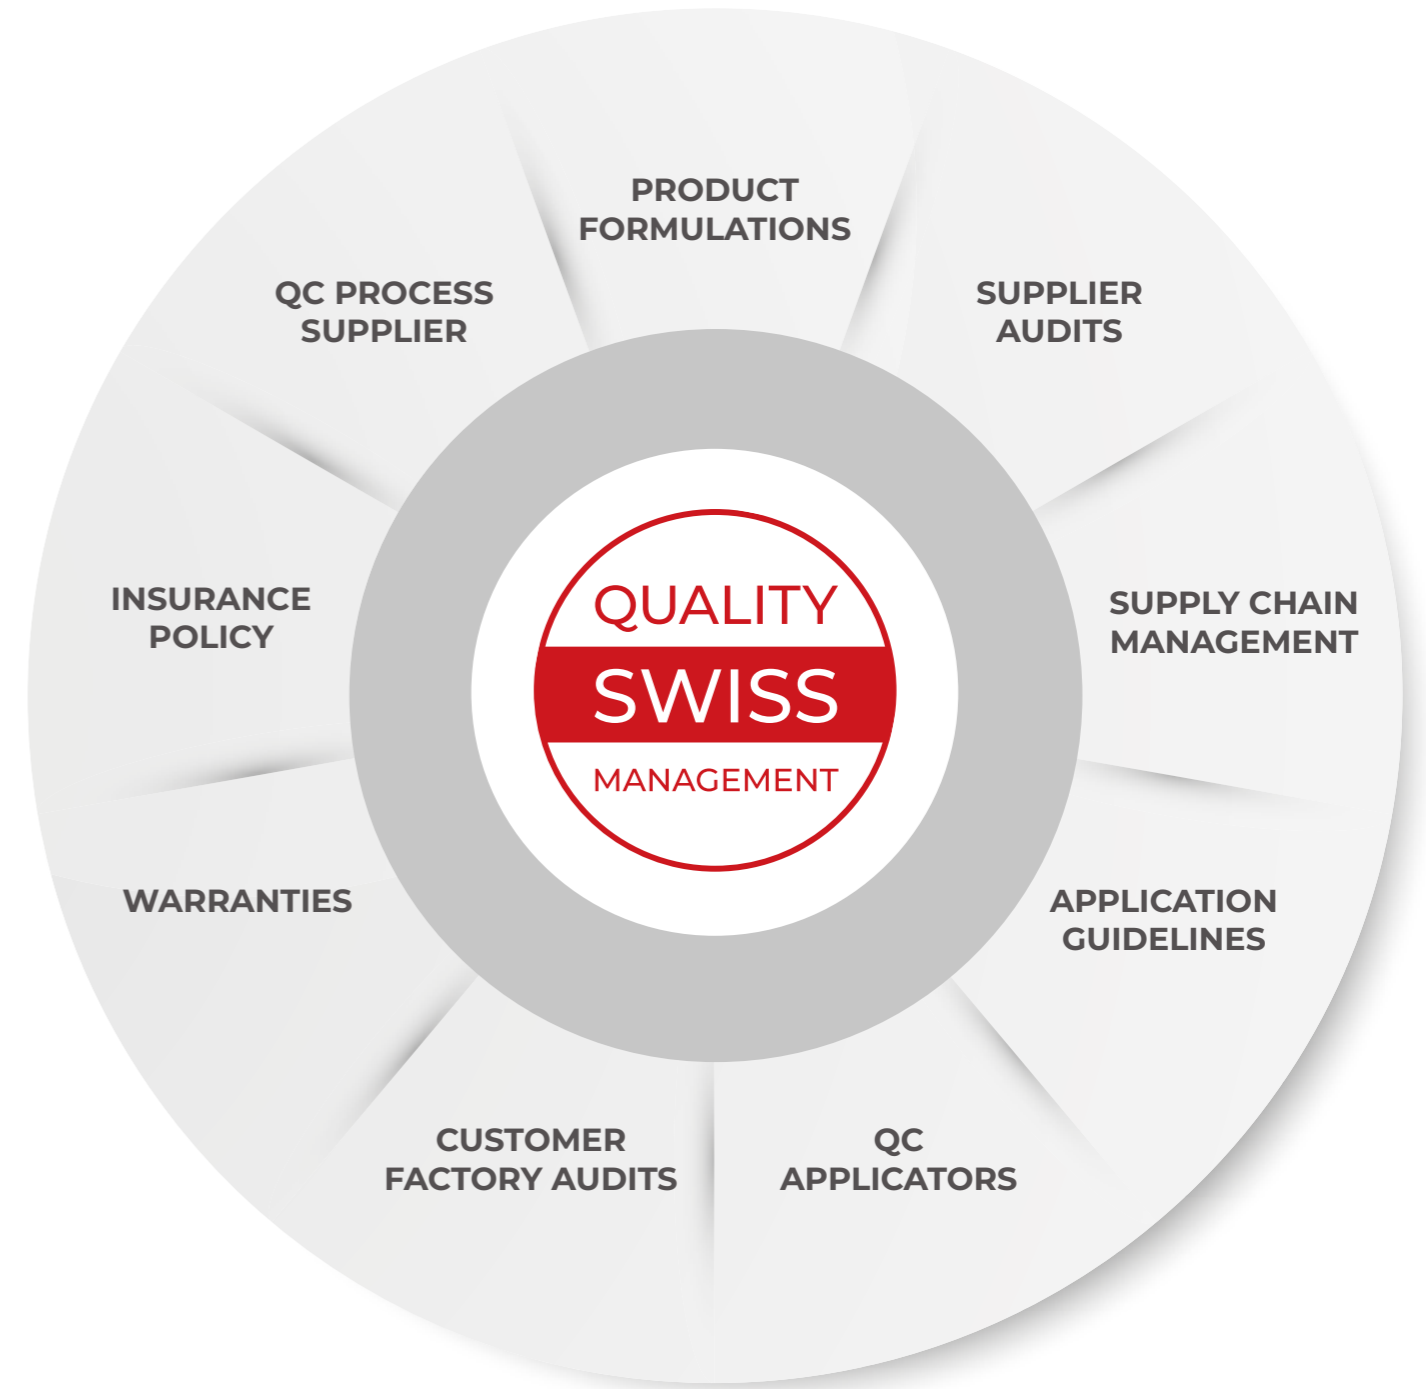 PRODUCT
FORMULATIONS
SUPPLIER
AUDITS
SUPPLY CHAIN
MANAGEMENT
APPLICATION
GUIDELINES
QC
APPLICATORS
CUSTOMER
FACTORY AUDITS
WARRANTIES
INSURANCE
POLICY
QC PROCESS
SUPPLIER
QUALITY
SWISS
MANAGEMENT